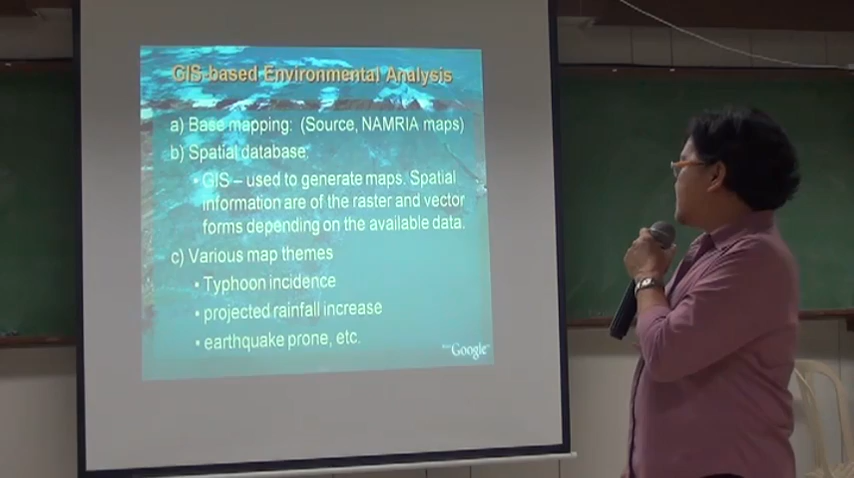 GIS-based Environmental Analysis
a) Base mapping: (Source, NAMRIA maps)
b) Spatial database:
• GIS – used to generate maps. Spatial
information are of the raster and vector
forms depending on the available data.
c) Various map themes
• Typhoon incidence
• projected rainfall increase
• earthquake prone, etc.
Google